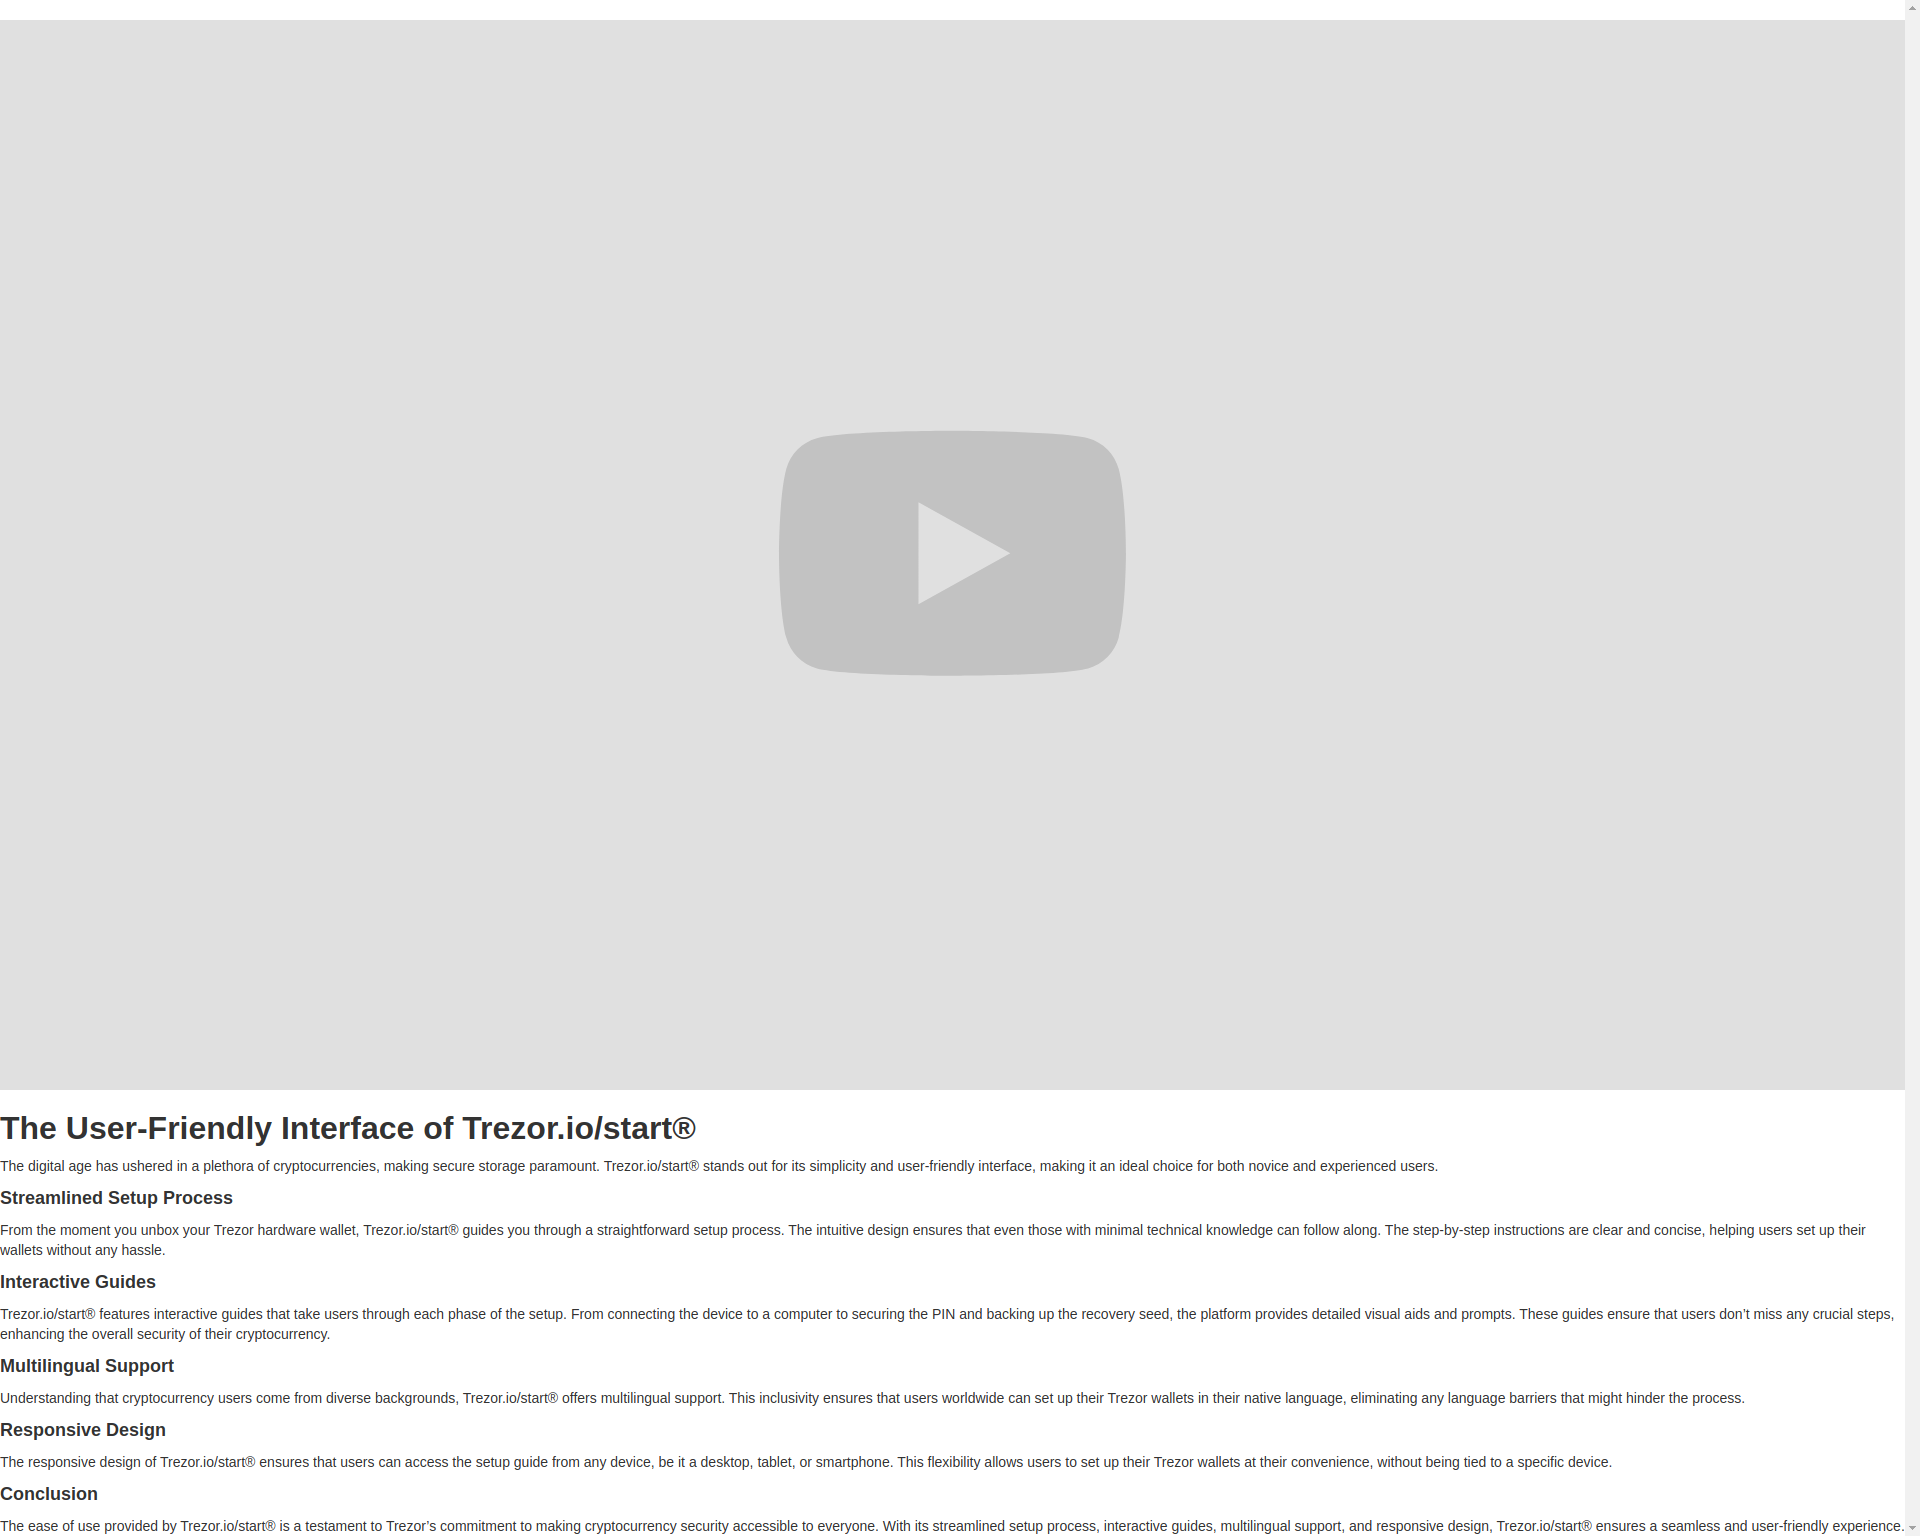 The User-Friendly Interface of Trezor.io/start®
The digital age has ushered in a plethora of cryptocurrencies, making secure storage paramount. Trezor.io/start® stands out for its simplicity and user-friendly interface, making it an ideal choice for both novice and experienced users.
Streamlined Setup Process
From the moment you unbox your Trezor hardware wallet, Trezor.io/start® guides you through a straightforward setup process. The intuitive design ensures that even those with minimal technical knowledge can follow along. The step-by-step instructions are clear and concise, helping users set up their
wallets without any hassle.
Interactive Guides
Trezor.io/start® features interactive guides that take users through each phase of the setup. From connecting the device to a computer to securing the PIN and backing up the recovery seed, the platform provides detailed visual aids and prompts. These guides ensure that users don’t miss any crucial steps,
enhancing the overall security of their cryptocurrency.
Multilingual Support
Understanding that cryptocurrency users come from diverse backgrounds, Trezor.io/start® offers multilingual support. This inclusivity ensures that users worldwide can set up their Trezor wallets in their native language, eliminating any language barriers that might hinder the process.
Responsive Design
The responsive design of Trezor.io/start® ensures that users can access the setup guide from any device, be it a desktop, tablet, or smartphone. This flexibility allows users to set up their Trezor wallets at their convenience, without being tied to a specific device.
Conclusion
The ease of use provided by Trezor.io/start® is a testament to Trezor’s commitment to making cryptocurrency security accessible to everyone. With its streamlined setup process, interactive guides, multilingual support, and responsive design, Trezor.io/start® ensures a seamless and user-friendly experience.